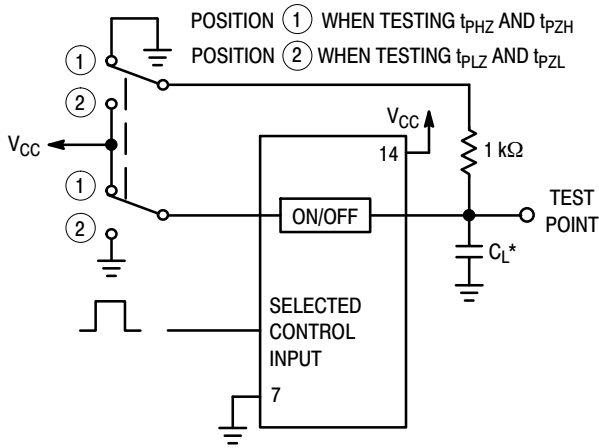 POSITION 1 WHEN TESTING tPHZ AND tPZH
POSITION 2 WHEN TESTING tPLZ AND tPZL
1
2
VCC
1
2
VCC
14
1 kΩ
ON/OFF
TEST
POINT
CL*
SELECTED
CONTROL
INPUT
7